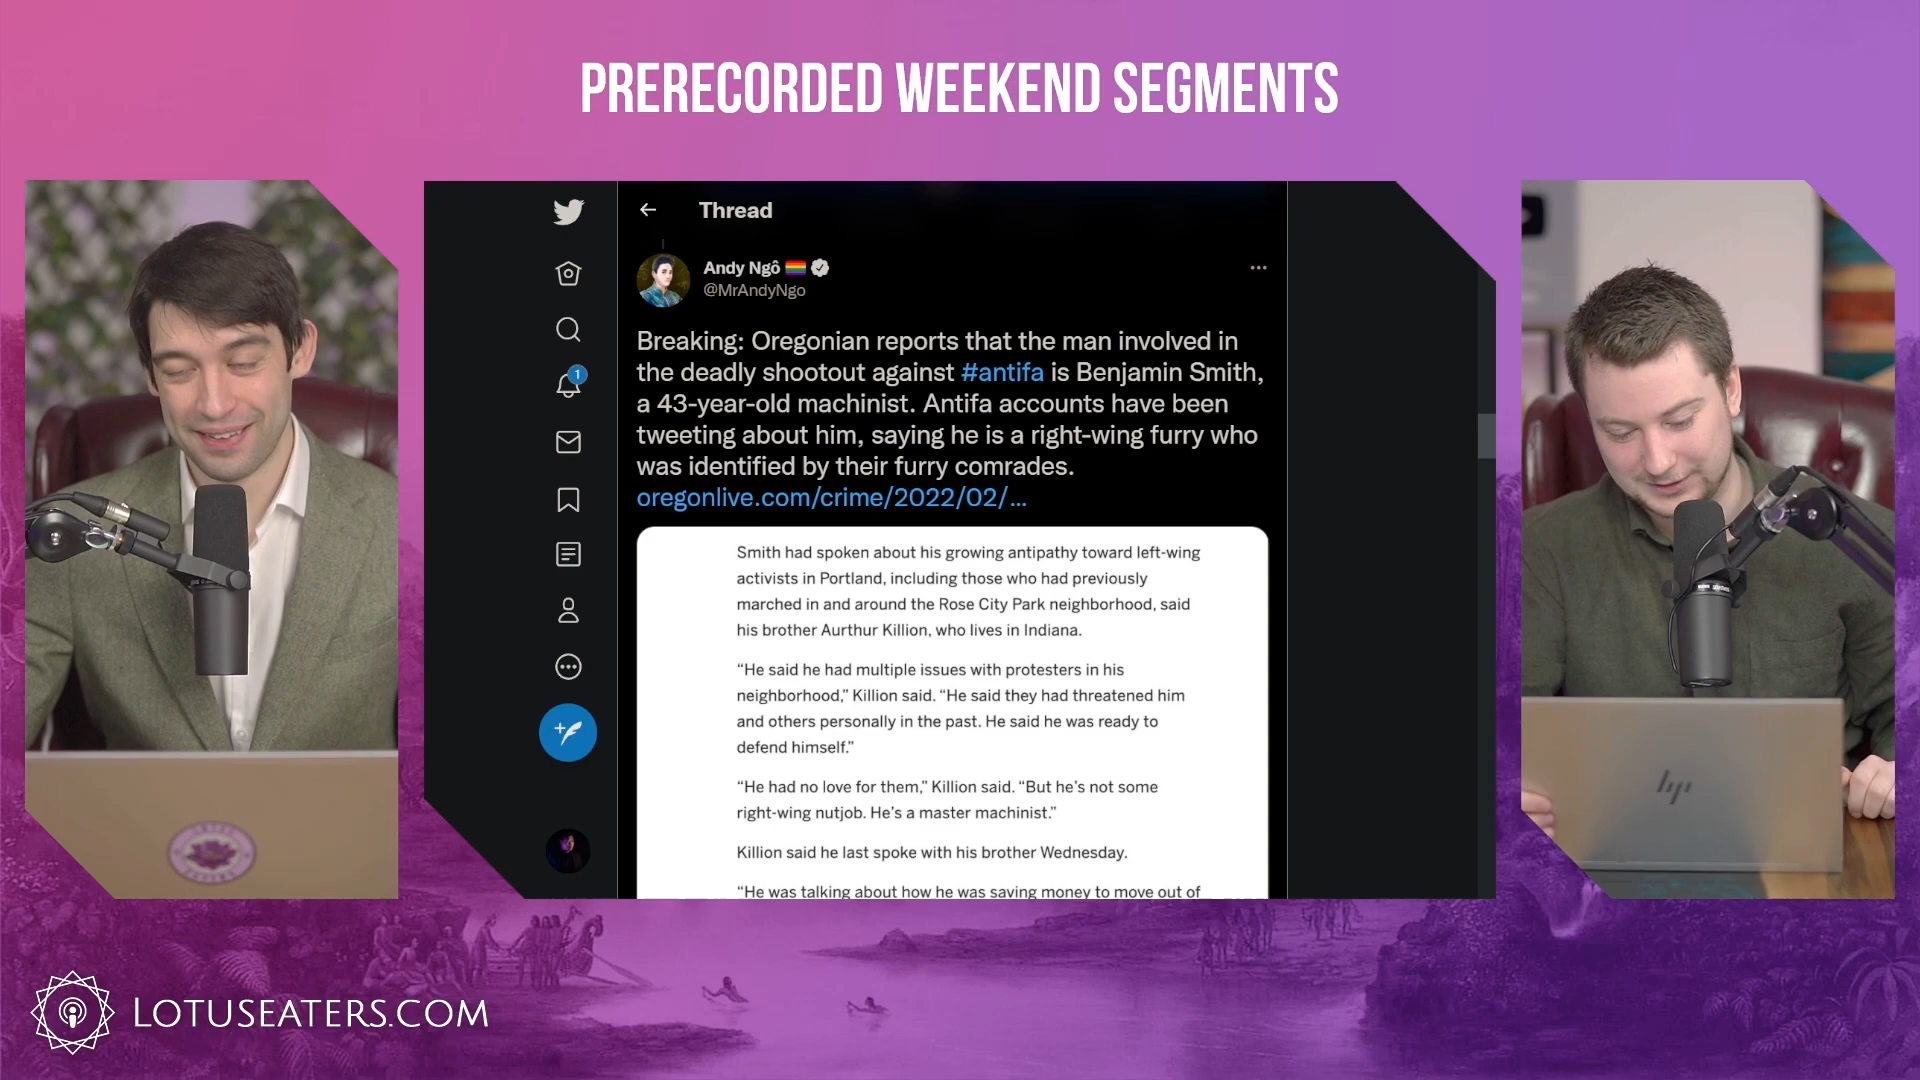 PRERECORDED WEEKEND SEGMENTS
Thread
Andy Ngô
@MrAndyNgo
Breaking: Oregonian reports that the man involved in
the deadly shootout against #antifa is Benjamin Smith,
a 43-year-old machinist. Antifa accounts have been
tweeting about him, saying he is a right-wing furry who
was identified by their furry comrades.
oregonlive.com/crime/2022/02/...
1
Smith had spoken about his growing antipathy toward left-wing
activists in Portland, including those who had previously
marched in and around the Rose City Park neighborhood, said
his brother Aurthur Killion, who lives in Indiana.
“He said he had multiple issues with protesters in his
neighborhood,” Killion said. “He said they had threatened him
and others personally in the past. He said he was ready to
defend himself.”
“He had no love for them,” Killion said. “But he’s not some
right-wing nutjob. He’s a master machinist.”
Killion said he last spoke with his brother Wednesday.
“He was talking about how he was saving money to move out of
hp
LOTUSEATERS.COM